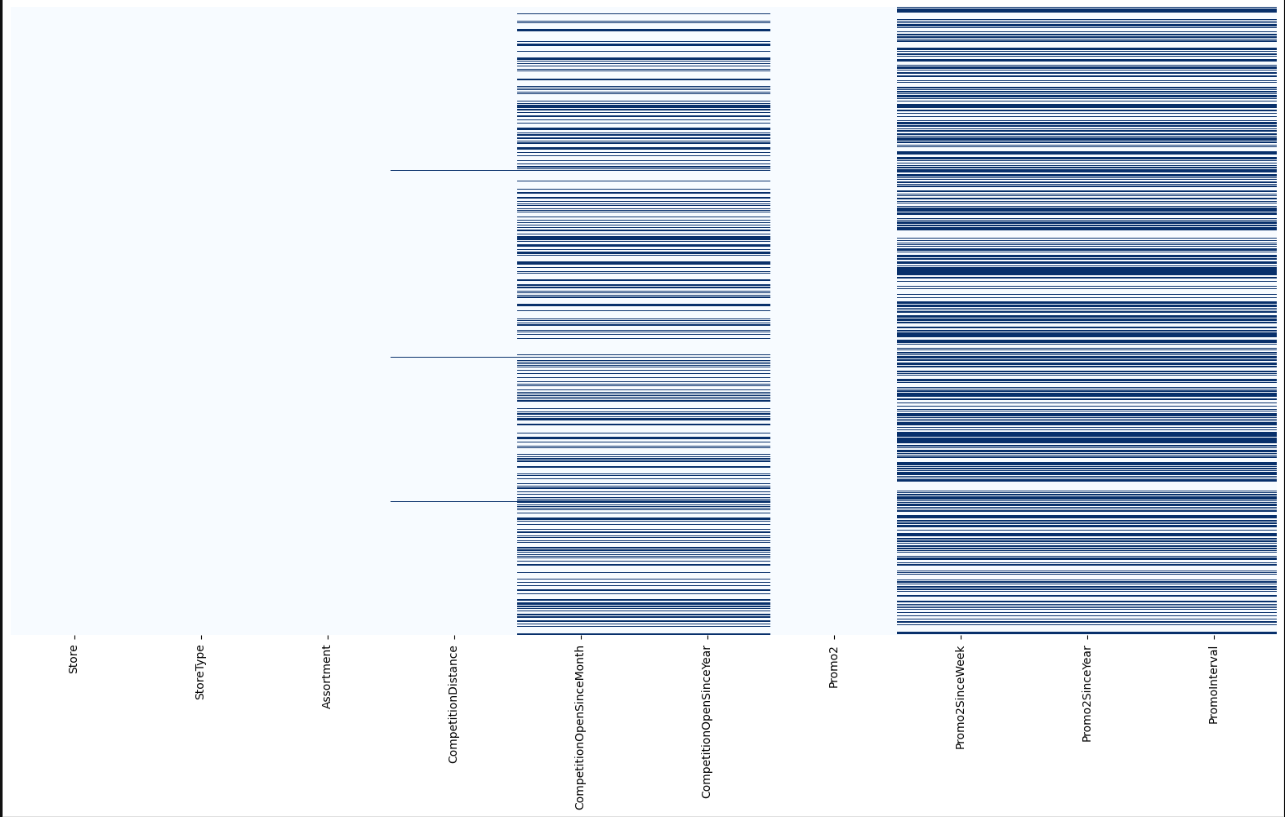 Store
StoreType
Assortment
CompetitionDistance
CompetitionOpenSinceMonth
CompetitionOpenSinceYear
Promo2
Promo2SinceWeek
Promo2SinceYear
PromoInterval